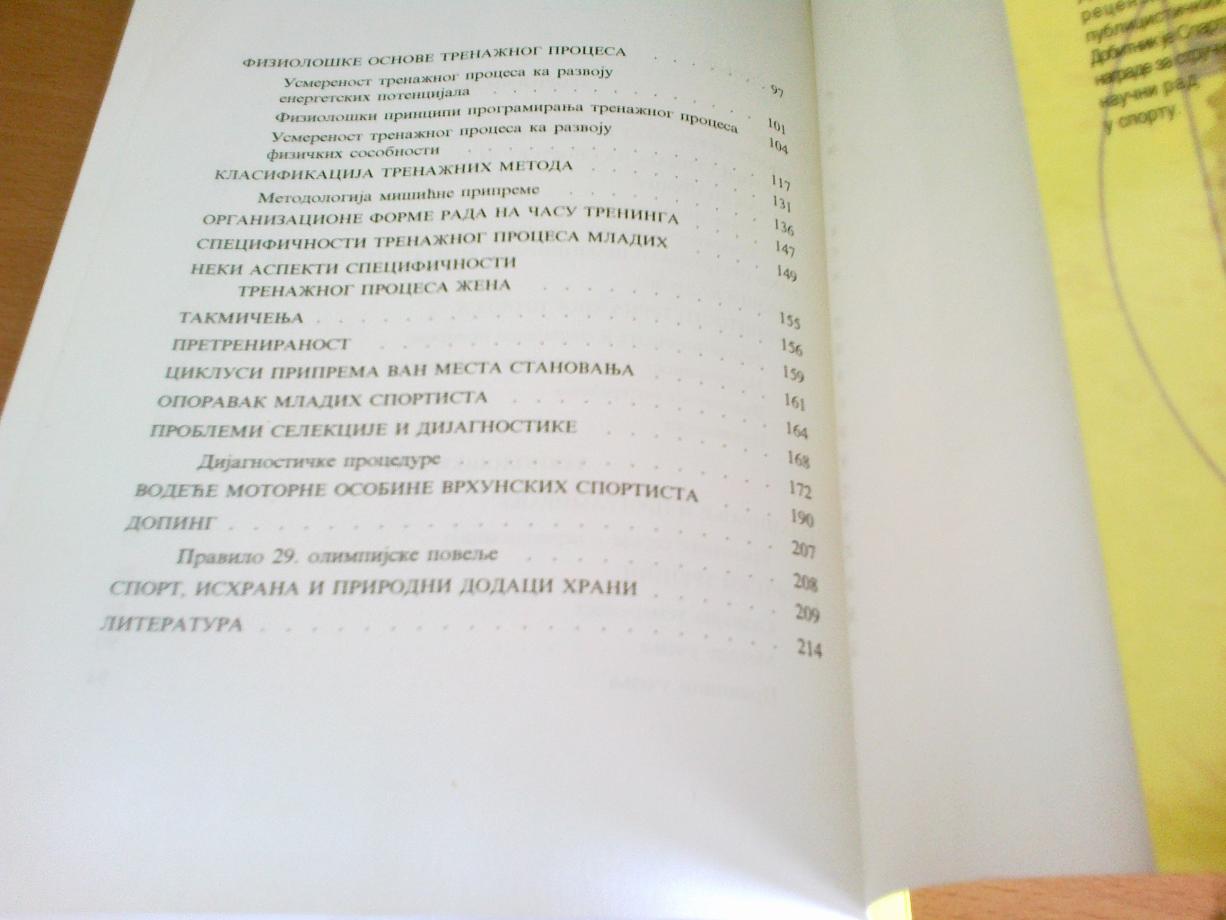 ФИЗИОЛОШКЕ ОСНОВЕ ТРЕНАЖНОГ ПРОЦЕСА . . . . . 97
Усмереност тренажног процеса ка развоју
енергетских потенцијала . . . . . . . . . . 101
Физиолошки принципи програмирања тренажног процеса 104
Усмереност тренажног процеса ка развоју
физичких сособности . . . . . . . . . . 117
КЛАСИФИКАЦИЈА ТРЕНАЖНИХ МЕТОДА . . . . . . . 131
Методологија мишићне припреме . . . . . . . 136
ОРГАНИЗАЦИОНЕ ФОРМЕ РАДА НА ЧАСУ ТРЕНИНГА . . . 147
СПЕЦИФИЧНОСТИ ТРЕНАЖНОГ ПРОЦЕСА МЛАДИХ . . . . 149
НЕКИ АСПЕКТИ СПЕЦИФИЧНОСТИ
ТРЕНАЖНОГ ПРОЦЕСА ЖЕНА . . . . . . . . 155
ТАКМИЧЕЊА . . . . . . . . . . . . . . . 156
ПРЕТРЕНИРАНОСТ . . . . . . . . . . . . . 159
ЦИКЛУСИ ПРИПРЕМА ВАН МЕСТА СТАНОВАЊА . . . . 161
ОПОРАВАК МЛАДИХ СПОРТИСТА . . . . . . . . . 164
ПРОБЛЕМИ СЕЛЕКЦИЈЕ И ДИЈАГНОСТИКЕ . . . . . . 168
Дијагностичке процедуре . . . . . . . . . . 172
ВОДЕЋЕ МОТОРНЕ ОСОБИНЕ ВРХУНСКИХ СПОРТИСТА . . 190
ДОПИНГ . . . . . . . . . . . . . . . . . 207
Правило 29. олимпијске повеље . . . . . . . . 208
СПОРТ, ИСХРАНА И ПРИРОДНИ ДОДАЦИ ХРАНИ . . . . 209
ЛИТЕРАТУРА . . . . . . . . . . . . . . . . 214
публицистички
Добитник је
награде за
научни рад
у спорту.